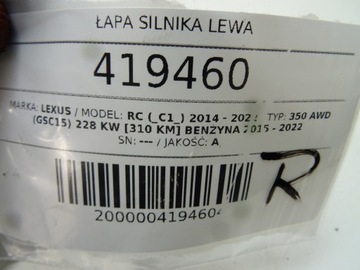 ŁAPA SILNIKA LEWA
419460
MARKA: LEXUS / MODEL: RC (_C1_) 2014 - 202 TYP: 350 AWD
(GSC15) 228 KW [310 KM] BENZYNA 2015 - 2022
SN: --- / JAKOŚĆ: A
2000004194604
R